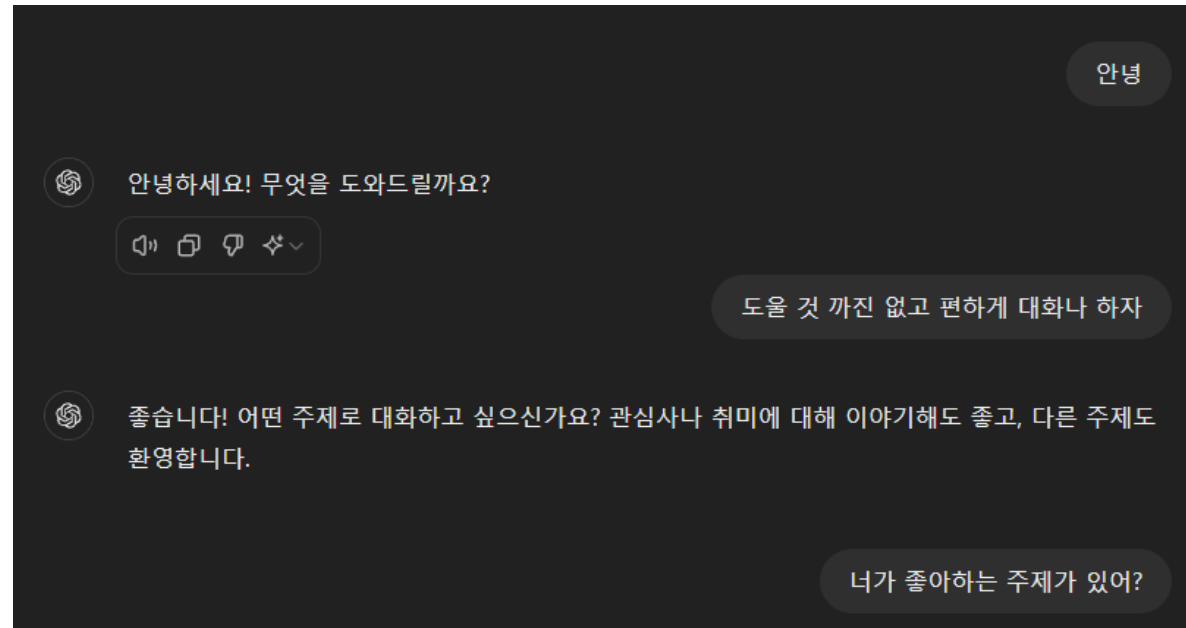 안녕
안녕하세요! 무엇을 도와드릴까요?
도울 것 까진 없고 편하게 대화나 하자
좋습니다! 어떤 주제로 대화하고 싶으신가요? 관심사나 취미에 대해 이야기해도 좋고, 다른 주제도
환영합니다.
너가 좋아하는 주제가 있어?